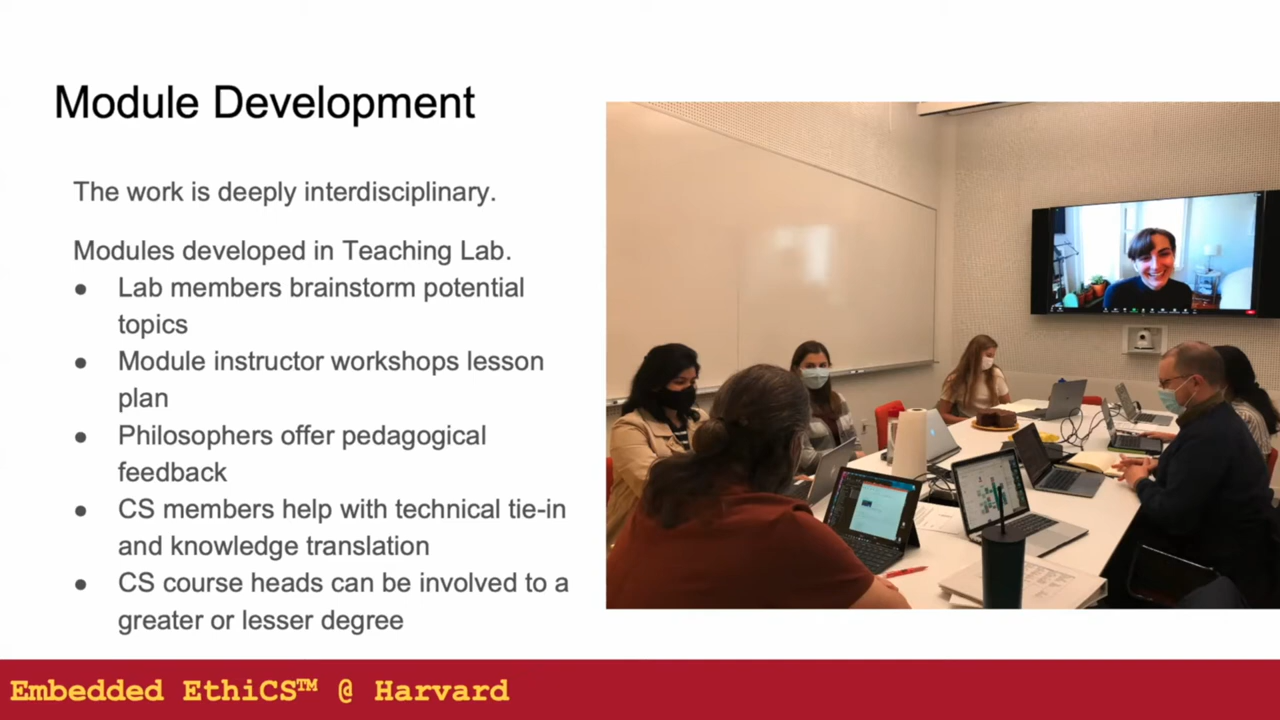 Module Development
The work is deeply interdisciplinary.
Modules developed in Teaching Lab.
● Lab members brainstorm potential
topics
● Module instructor workshops lesson
plan
● Philosophers offer pedagogical
feedback
● CS members help with technical tie-in
and knowledge translation
● CS course heads can be involved to a
greater or lesser degree
Embedded EthiCS™ @ Harvard